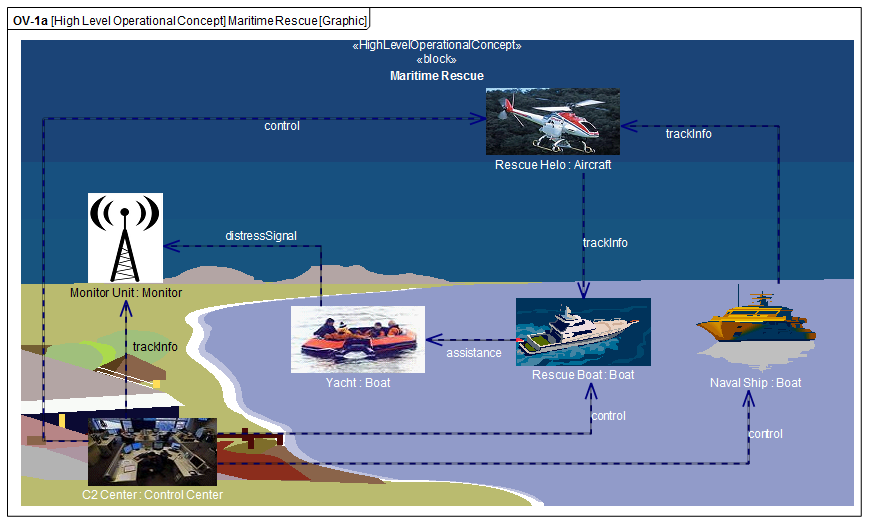 OV-1a [High Level Operational Concept] Maritime Rescue [Graphic]
«HighLevelOperationalConcept»
«block»
Maritime Rescue
control
trackInfo
Rescue Helo : Aircraft
distressSignal
trackInfo
Monitor Unit : Monitor
trackInfo
assistance
Yacht : Boat
Rescue Boat : Boat
Naval Ship : Boat
control
control
C2 Center : Control Center